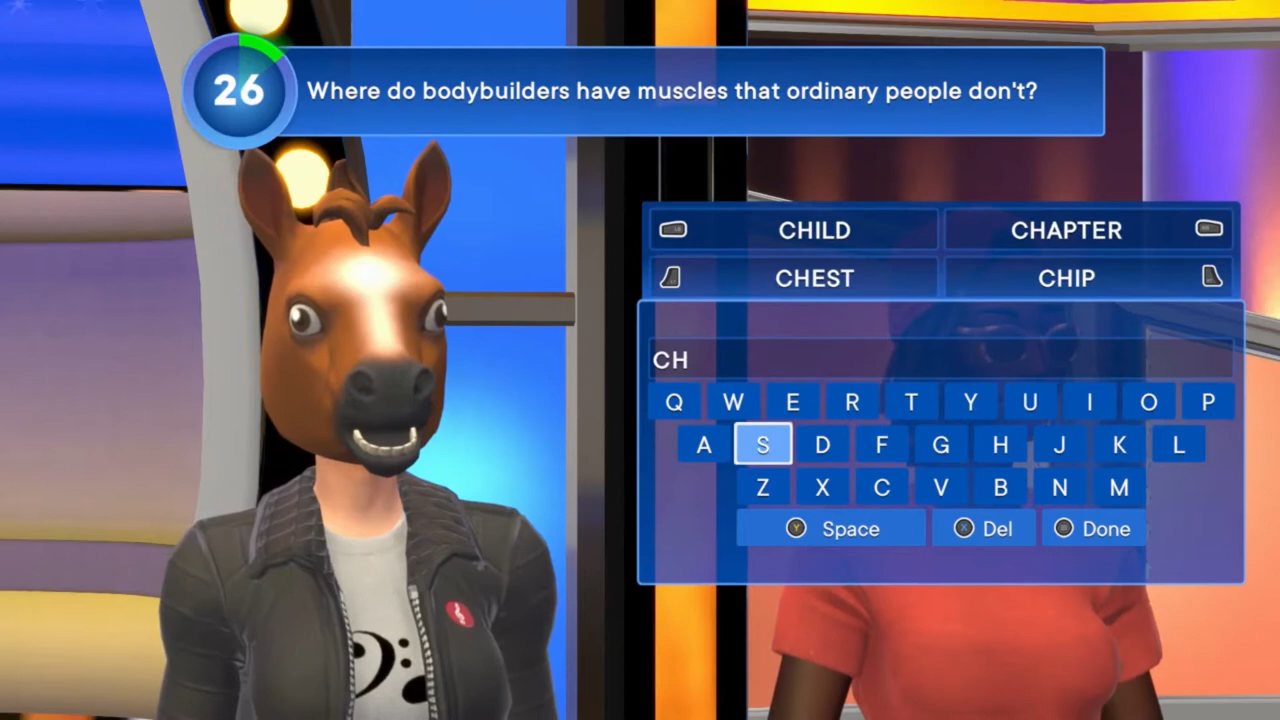 26
Where do bodybuilders have muscles that ordinary people don't?
CHILD CHAPTER
CHEST CHIP
CH
Q W E R T Y U I O P
A S D F G H J K L
Z X C V B N M
Y Space X Del Done